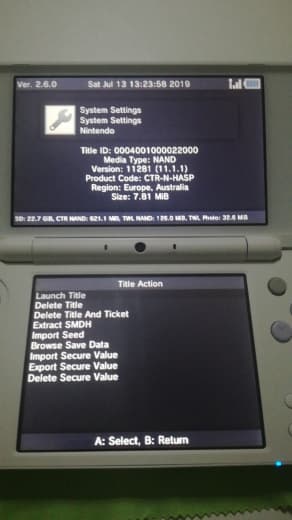 Ver. 2.6.0 Sat Jul 13 13:23:58 2019
System Settings
System Settings
Nintendo
Title ID: 0004001000022000
Media Type: NAND
Version: 11281 (11.1.1)
Product Code: CTR-N-HASP
Region: Europe, Australia
Size: 7.81 MiB
SD: 22.7 GiB, CTR NAND: 621.1 MiB, TWL NAND: 125.0 MiB, TWL Photo: 32.6 MiB
Title Action
Launch Title
Delete Title
Delete Title And Ticket
Extract SMDH
Import Seed
Browse Save Data
Import Secure Value
Export Secure Value
Delete Secure Value
A: Select, B: Return